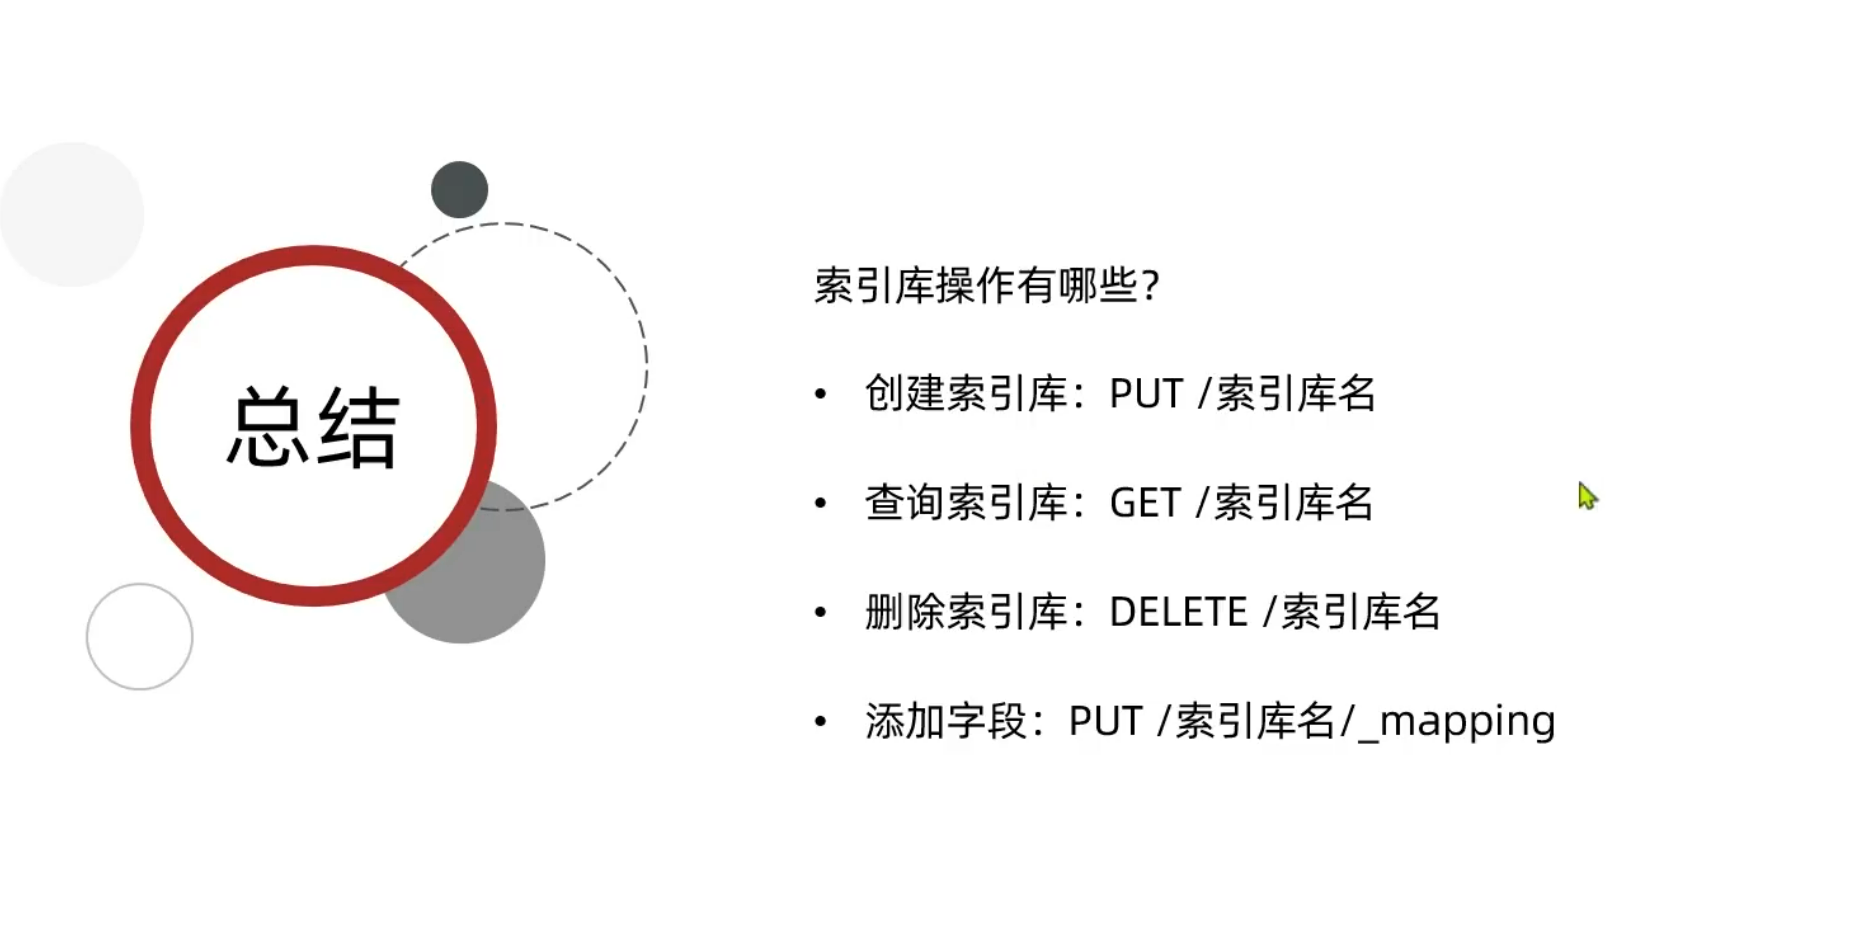 总结
索引库操作有哪些？
• 创建索引库：PUT /索引库名
• 查询索引库：GET /索引库名
• 删除索引库：DELETE /索引库名
• 添加字段：PUT /索引库名/_mapping